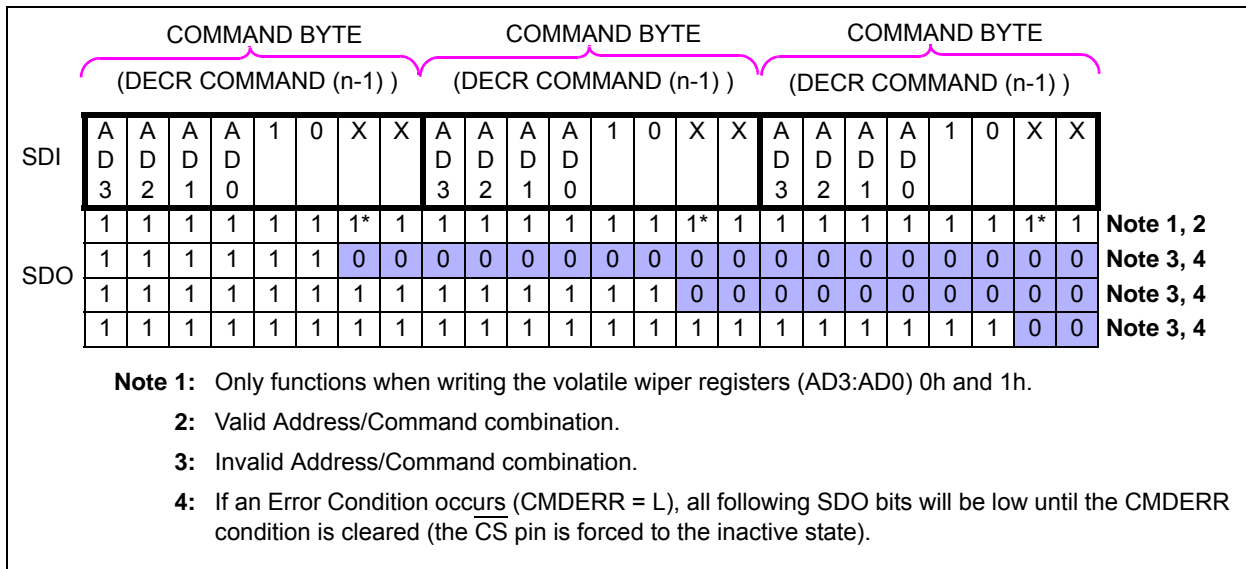 COMMAND BYTE COMMAND BYTE COMMAND BYTE
(DECR COMMAND (n-1) ) (DECR COMMAND (n-1) ) (DECR COMMAND (n-1) )
SDI
A A A A 1 0 X X A A A A 1 0 X X A A A A 1 0 X X
D D D D D D D D D D D D
3 2 1 0 3 2 1 0 3 2 1 0
SDO
1 1 1 1 1 1 1* 1 1 1 1 1 1 1 1* 1 1 1 1 1 1 1 1* 1 Note 1, 2
1 1 1 1 1 1 0 0 0 0 0 0 0 0 0 0 0 0 0 0 0 0 0 0 Note 3, 4
1 1 1 1 1 1 1 1 1 1 1 1 1 1 0 0 0 0 0 0 0 0 0 0 Note 3, 4
1 1 1 1 1 1 1 1 1 1 1 1 1 1 1 1 1 1 1 1 1 1 0 0 Note 3, 4
Note 1: Only functions when writing the volatile wiper registers (AD3:AD0) 0h and 1h.
2: Valid Address/Command combination.
3: Invalid Address/Command combination.
4: If an Error Condition occurs (CMDERR = L), all following SDO bits will be low until the CMDERR
condition is cleared (the CS pin is forced to the inactive state).